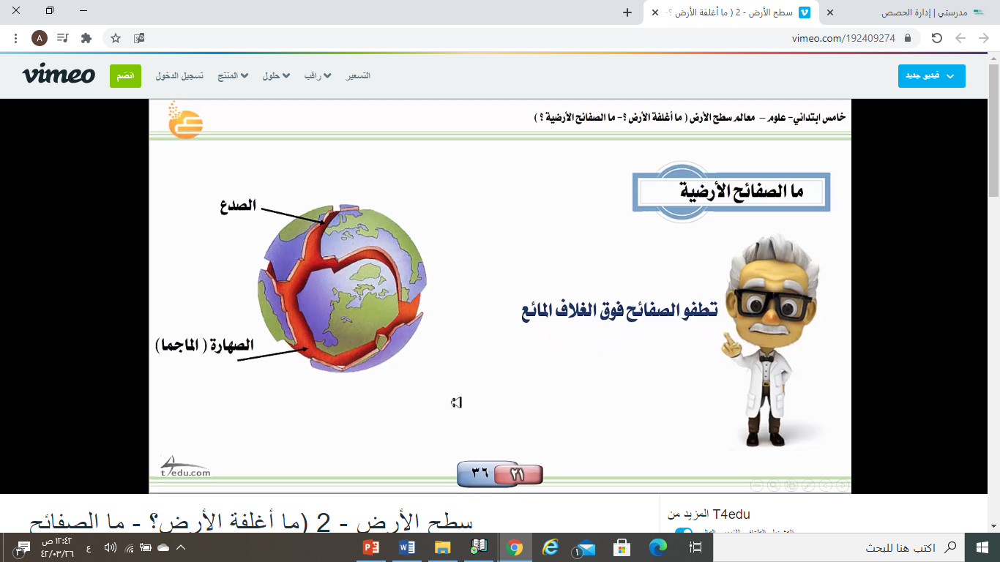 مدرستي | إدارة الحصص
سطح الأرض - 2 ( ما أغلفة الأرض ؟-
vimeo.com/192409274
A
vimeo
انضم
تسجيل الدخول
المنتج
حلول
راقب
التسعير
فيديو جديد
خامس ابتدائي- علوم – معالم سطح الأرض ( ما أغلفة الأرض ؟- ما الصفائح الأرضية ؟ )
ما الصفائح الأرضية
الصدع
تطفو الصفائح فوق الغلاف المائع
الصهارة ( الماجما)
t4edu.com
٣٦
٢١
سطح الأرض - 2 (ما أغلفة الأرض؟ - ما الصفائح
المزيد من T4edu
اكتب هنا للبحث
١
ع
١٢:٤٢ ص
٤٢/٠٣/٢٦
٣